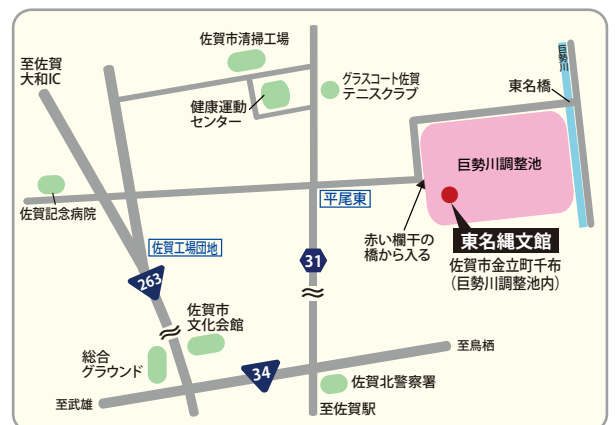 佐賀市清掃工場
至佐賀
大和IC
健康運動
センター
グラスコート佐賀
テニスクラブ
巨勢川
東名橋
巨勢川調整池
佐賀記念病院
平尾東
赤い欄干の
橋から入る
東名縄文館
佐賀市金立町千布
（巨勢川調整池内）
佐賀工場団地
31
263
佐賀市
文化会館
総合
グラウンド
34
至鳥栖
佐賀北警察署
至武雄
至佐賀駅